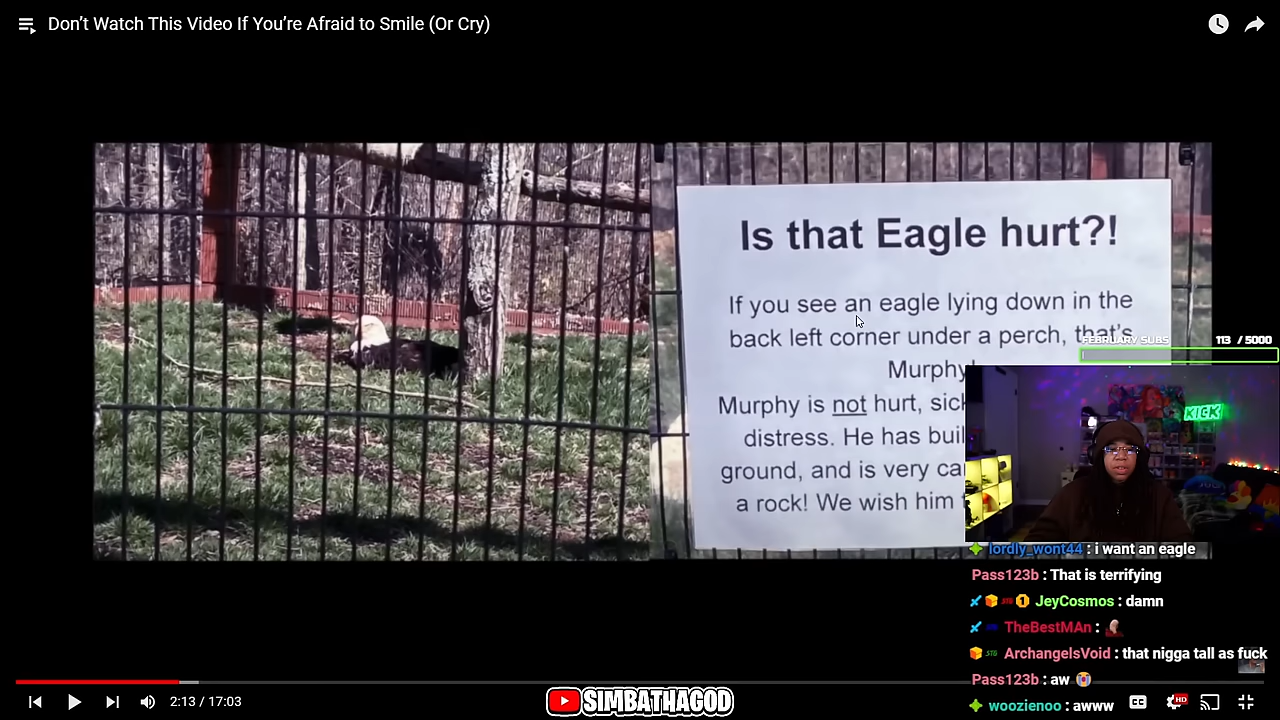 Don’t Watch This Video If You’re Afraid to Smile (Or Cry)
Is that Eagle hurt?!
If you see an eagle lying down in the
back left corner under a perch, that’s
Murphy!
Murphy is not hurt, sick
distress. He has buil
ground, and is very ca
a rock! We wish him
FEBRUARY SUBS 113 / 5000
KICK
lordly_wont44 : i want an eagle
Pass123b : That is terrifying
JeyCosmos : damn
TheBestMAn :
ArchangelsVoid : that nigga tall as fuck
Pass123b : aw 😭
woozienoo : awww
2:13 / 17:03
SIMBATHAGOD
CC
HD